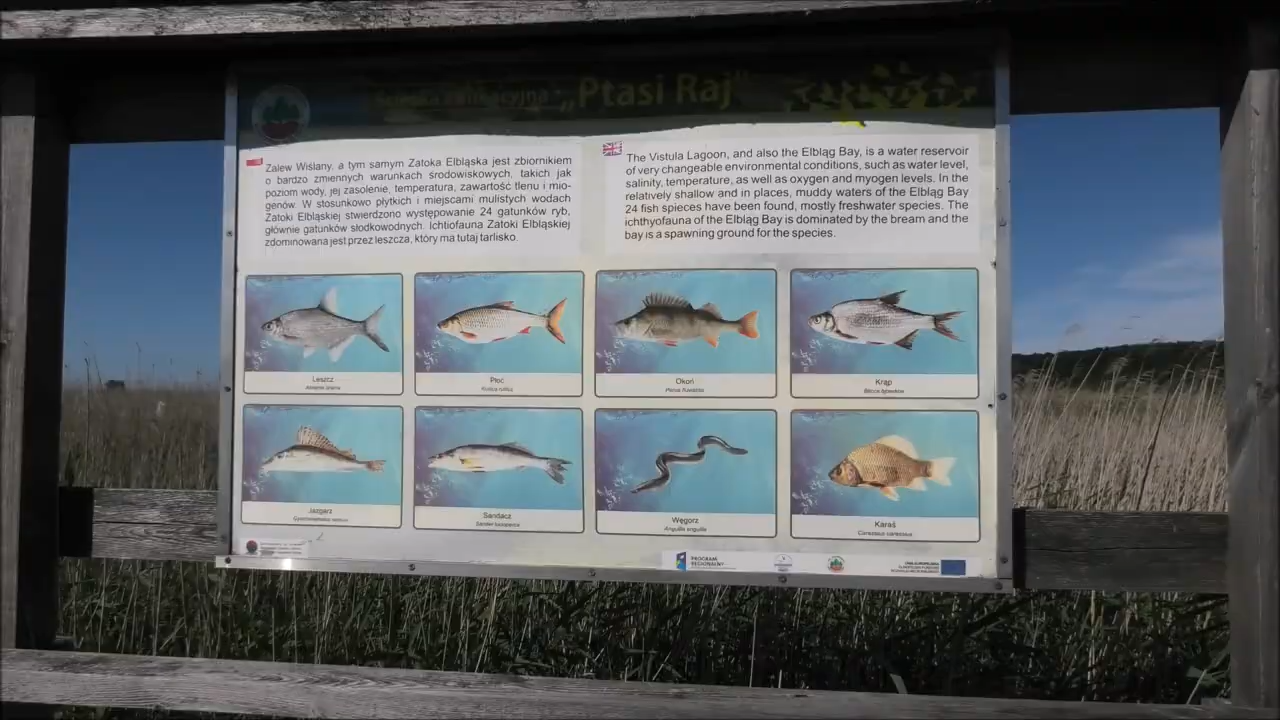 „Ptasi Raj"
Zalew Wiślany, a tym samym Zatoka Elbląska jest zbiornikiem
o bardzo zmiennych warunkach środowiskowych, takich jak
poziom wody, jej zasolenie, temperatura, zawartość tlenu i mio-
genów. W stosunkowo płytkich i miejscami mulistych wodach
Zatoki Elbląskiej stwierdzono występowanie 24 gatunków ryb,
głównie gatunków słodkowodnych. Ichtiofauna Zatoki Elbląskiej
zdominowana jest przez leszcza, który ma tutaj tarlisko.
The Vistula Lagoon, and also the Elbląg Bay, is a water reservoir
of very changeable environmental conditions, such as water level,
salinity, temperature, as well as oxygen and myogen levels. In the
relatively shallow and in places, muddy waters of the Elbląg Bay
24 fish spieces have been found, mostly freshwater species. The
ichthyofauna of the Elbląg Bay is dominated by the bream and the
bay is a spawning ground for the species.
Leszcz
Płoć
Okoń
Krąp
Jazgarz
Sandacz
Węgorz
Anguilla anguilla
Karaś
Carassius carassius
PROGRAM
REGIONALNY